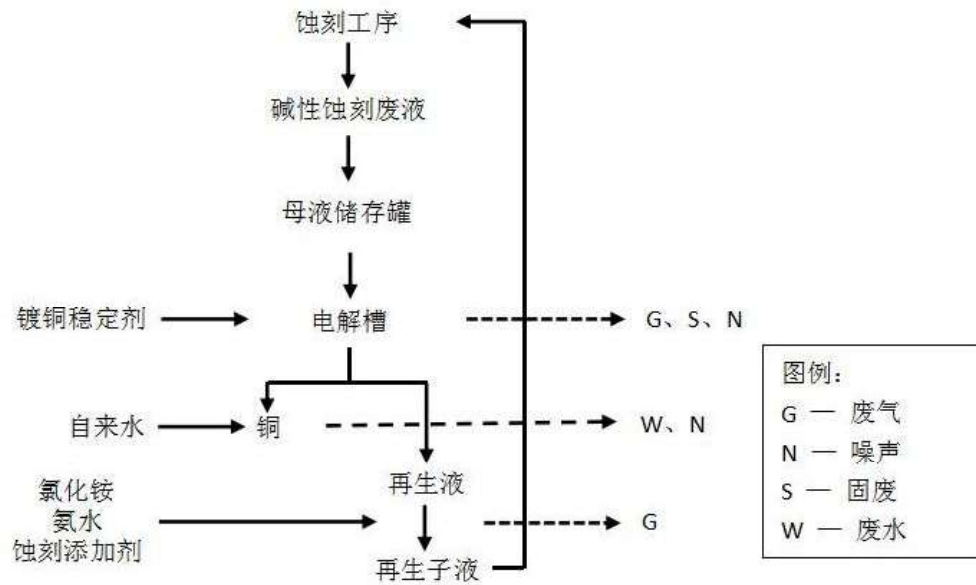 蚀刻工序
碱性蚀刻废液
母液储存罐
镀铜稳定剂
电解槽
G、S、N
自来水
铜
W、N
再生液
氯化铵
氨水
蚀刻添加剂
G
再生子液
图例：
G — 废气
N — 噪声
S — 固废
W — 废水